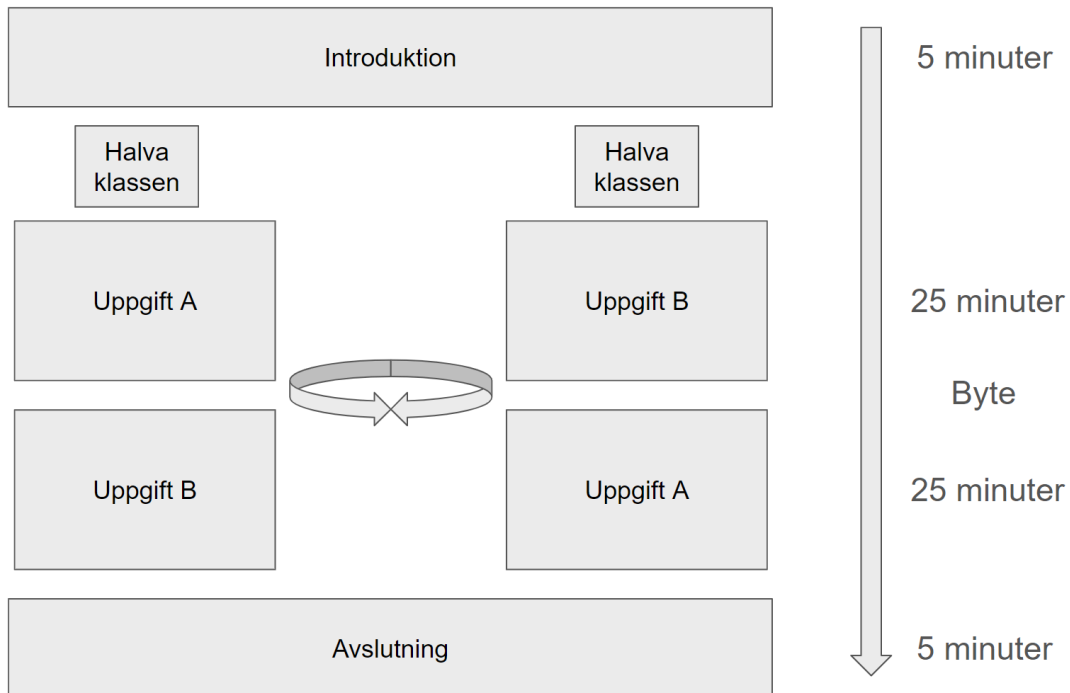 Introduktion
5 minuter
Halva
klassen
Halva
klassen
Uppgift A
Uppgift B
25 minuter
Byte
Uppgift B
Uppgift A
25 minuter
Avslutning
5 minuter